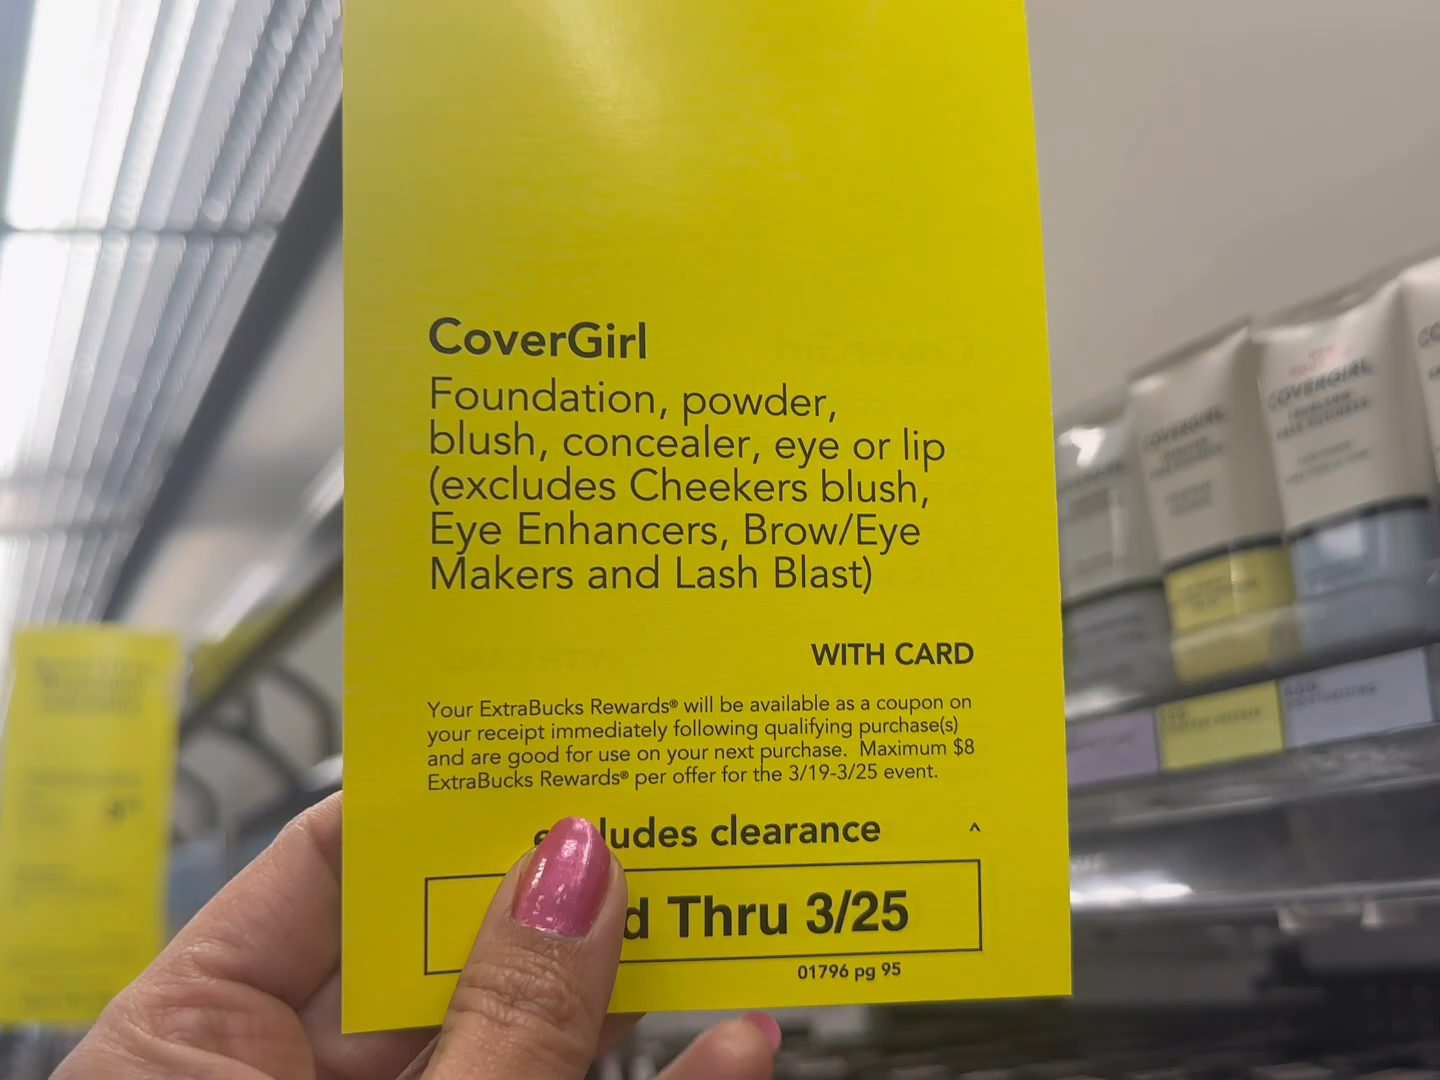 CoverGirl
Foundation, powder,
blush, concealer, eye or lip
(excludes Cheekers blush,
Eye Enhancers, Brow/Eye
Makers and Lash Blast)
WITH CARD
Your ExtraBucks Rewards® will be available as a coupon on
your receipt immediately following qualifying purchase(s)
and are good for use on your next purchase. Maximum $8
ExtraBucks Rewards® per offer for the 3/19-3/25 event.
clearance ^
Thru 3/25
01796 pg 95
COVERGIRL
COVERGIRL